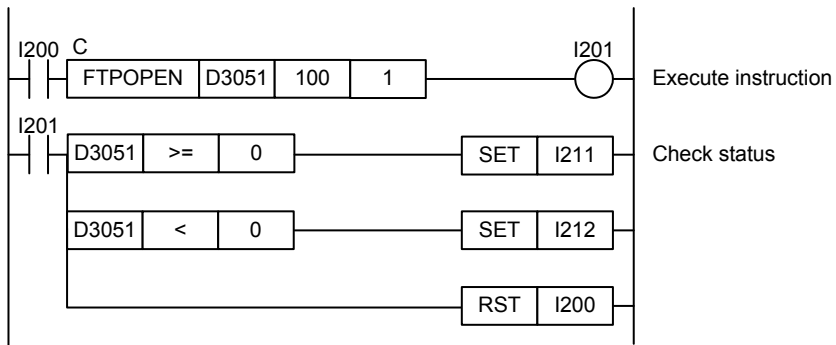 I200 C I201
FTPOPEN D3051 100 1 Execute instruction
I201
D3051 >= 0 SET I211 Check status
D3051 < 0 SET I212
RST I200